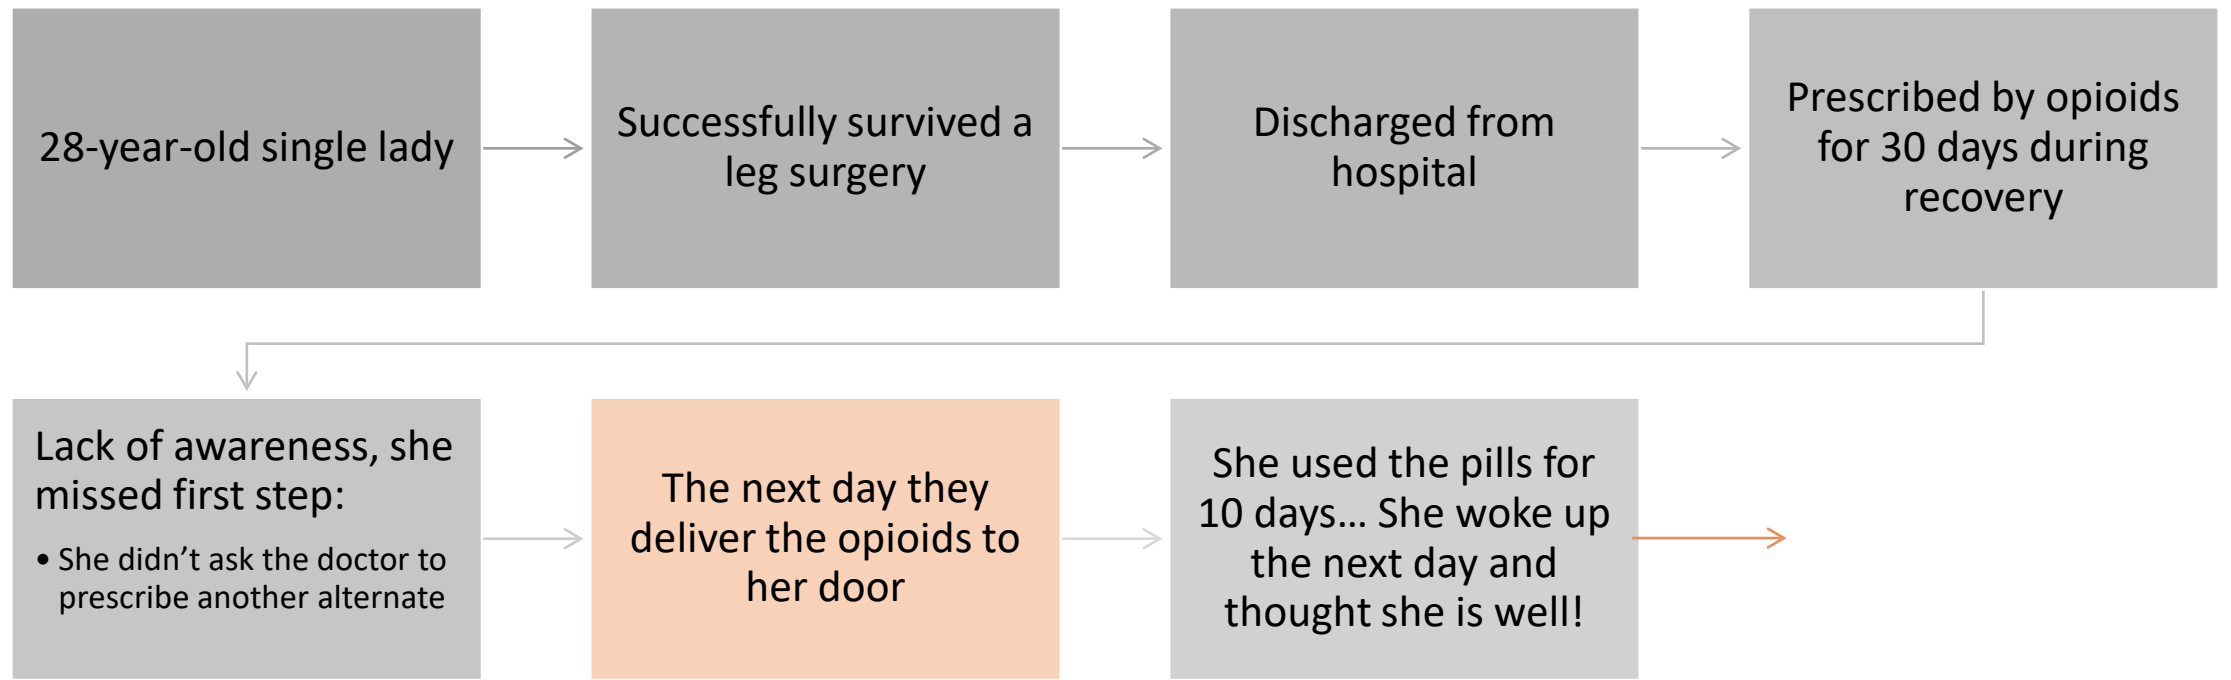 28-year-old single lady
Successfully survived a
leg surgery
Discharged from
hospital
Prescribed by opioids
for 30 days during
recovery
Lack of awareness, she
missed first step:
• She didn’t ask the doctor to
prescribe another alternate
The next day they
deliver the opioids to
her door
She used the pills for
10 days... She woke up
the next day and
thought she is well!